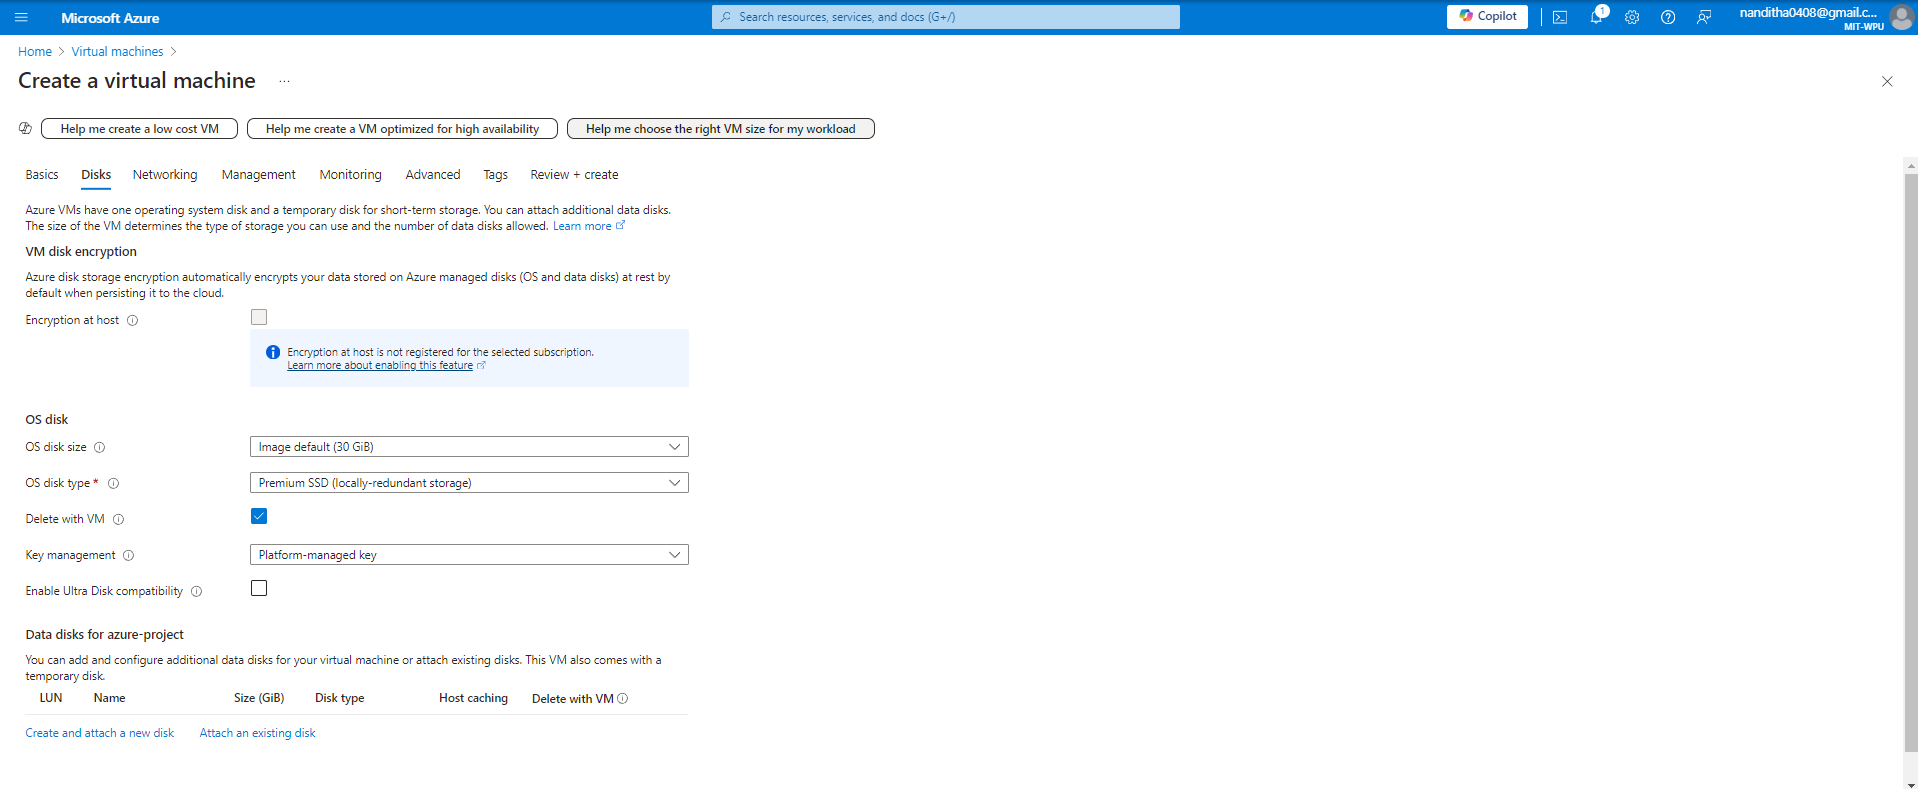 Microsoft Azure
Search resources, services, and docs (G+/)
Copilot
1
nanditha0408@gmail.c...
MIT-WPU
Home > Virtual machines >
Create a virtual machine ...
Help me create a low cost VM
Help me create a VM optimized for high availability
Help me choose the right VM size for my workload
Basics Disks Networking Management Monitoring Advanced Tags Review + create
Azure VMs have one operating system disk and a temporary disk for short-term storage. You can attach additional data disks.
The size of the VM determines the type of storage you can use and the number of data disks allowed. Learn more
VM disk encryption
Azure disk storage encryption automatically encrypts your data stored on Azure managed disks (OS and data disks) at rest by
default when persisting it to the cloud.
Encryption at host
Encryption at host is not registered for the selected subscription.
Learn more about enabling this feature
OS disk
OS disk size
Image default (30 GiB)
OS disk type *
Premium SSD (locally-redundant storage)
Delete with VM
Key management
Platform-managed key
Enable Ultra Disk compatibility
Data disks for azure-project
You can add and configure additional data disks for your virtual machine or attach existing disks. This VM also comes with a
temporary disk.
LUN Name Size (GiB) Disk type Host caching Delete with VM
Create and attach a new disk Attach an existing disk